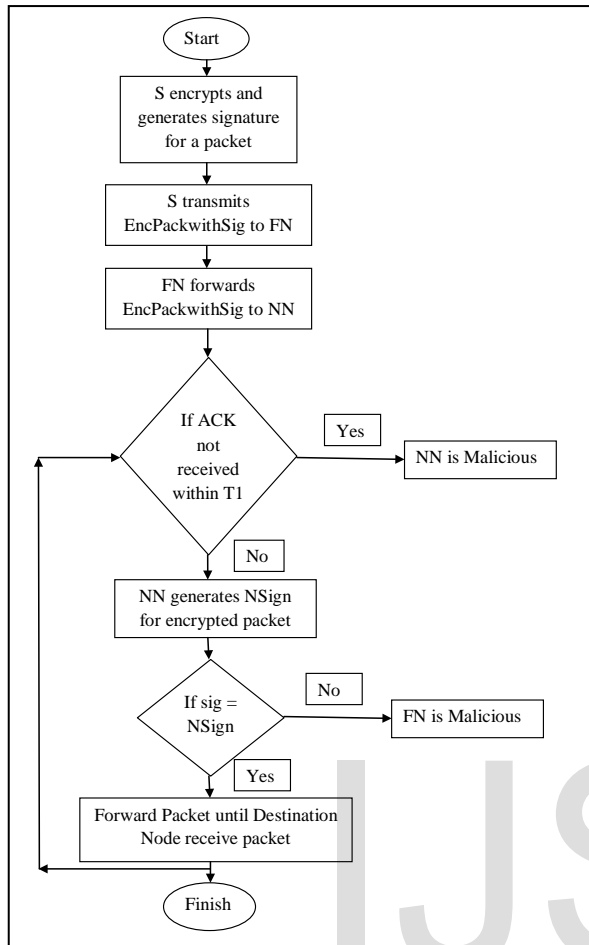 Start
S encrypts and
generates signature
for a packet
S transmits
EncPackwithSig to FN
FN forwards
EncPackwithSig to NN
If ACK
not
received
within T1
Yes
NN is Malicious
No
NN generates NSign
for encrypted packet
If sig =
NSign
No
FN is Malicious
Yes
Forward Packet until Destination
Node receive packet
Finish
IJS